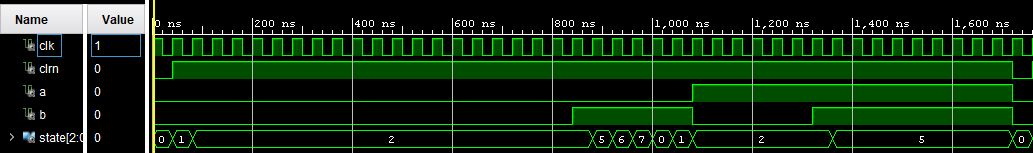 Name Value 0 ns 200 ns 400 ns 600 ns 800 ns 1,000 ns 1,200 ns 1,400 ns 1,600 ns
clk 1
clrn 0
a 0
b 0
state[2:0 0 0 1 2 5 6 7 0 1 2 5 0